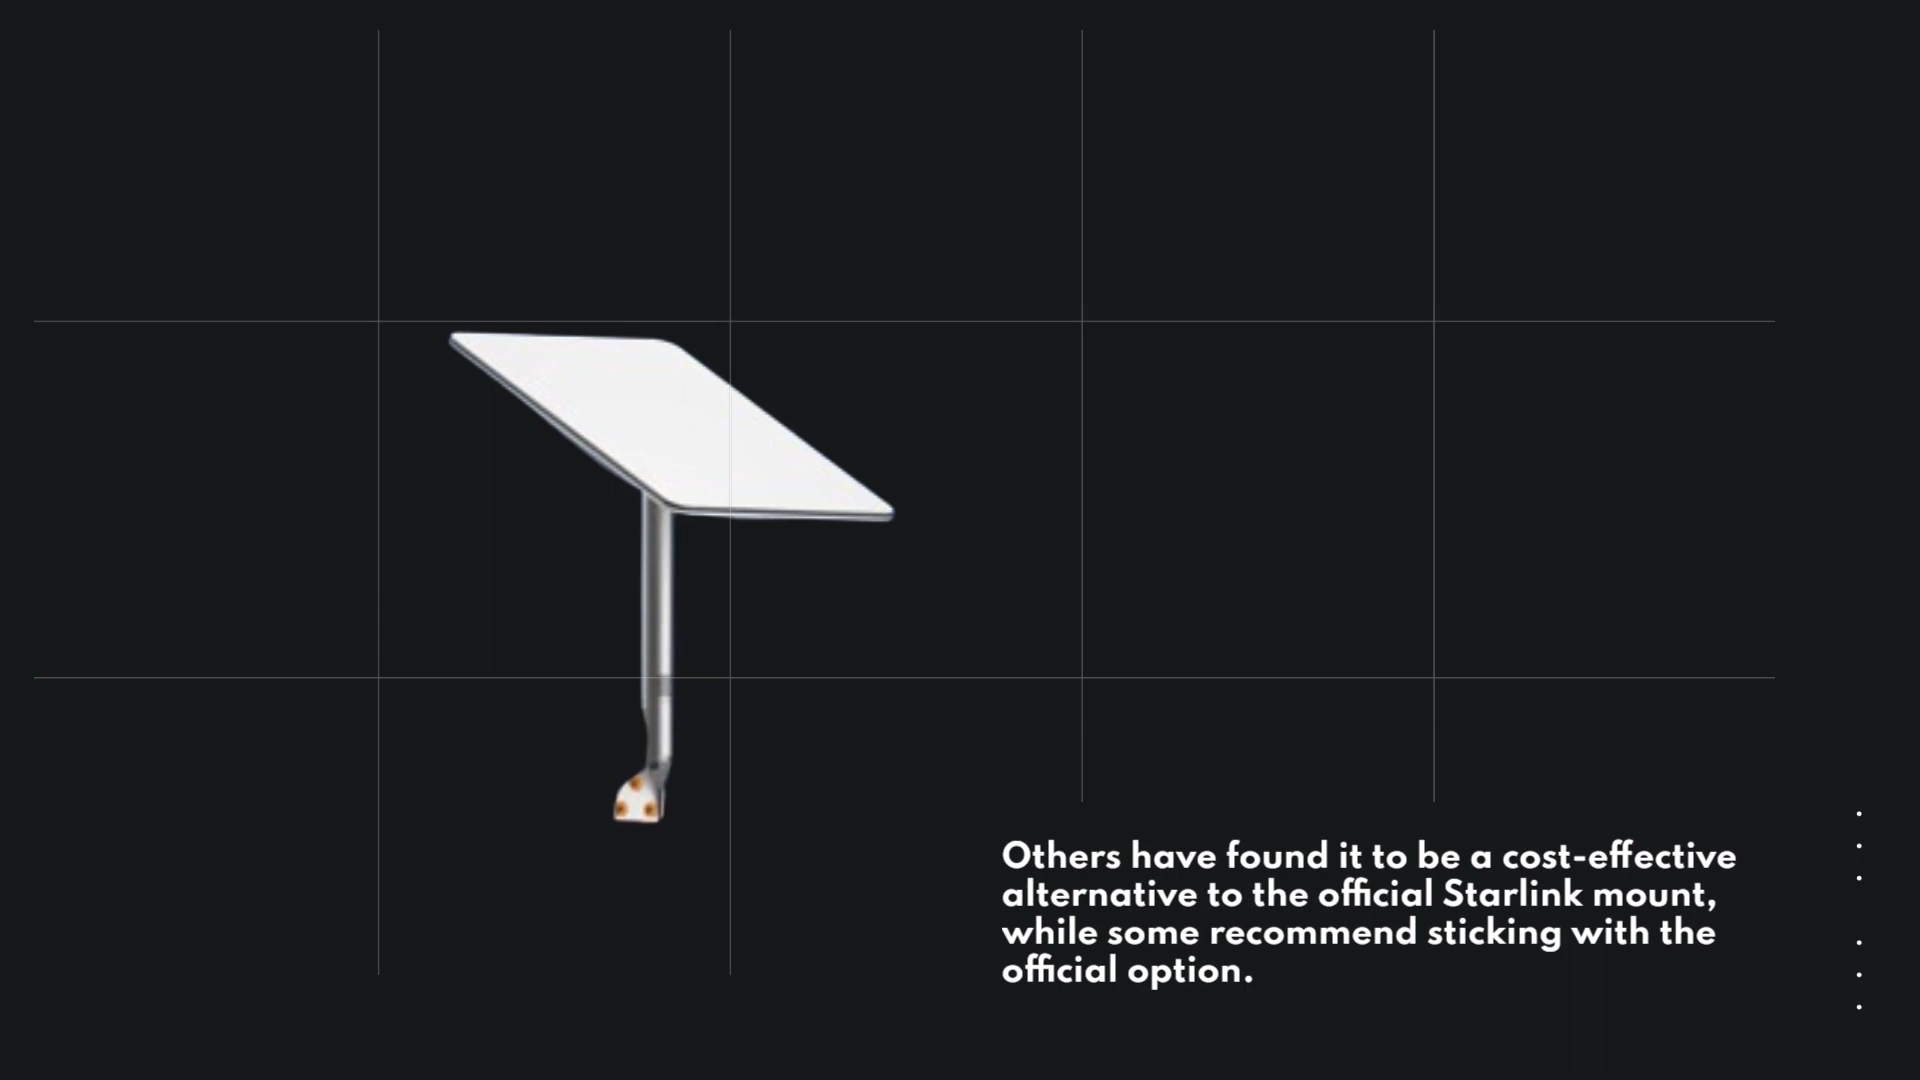 Others have found it to be a cost-effective
alternative to the official Starlink mount,
while some recommend sticking with the
official option.